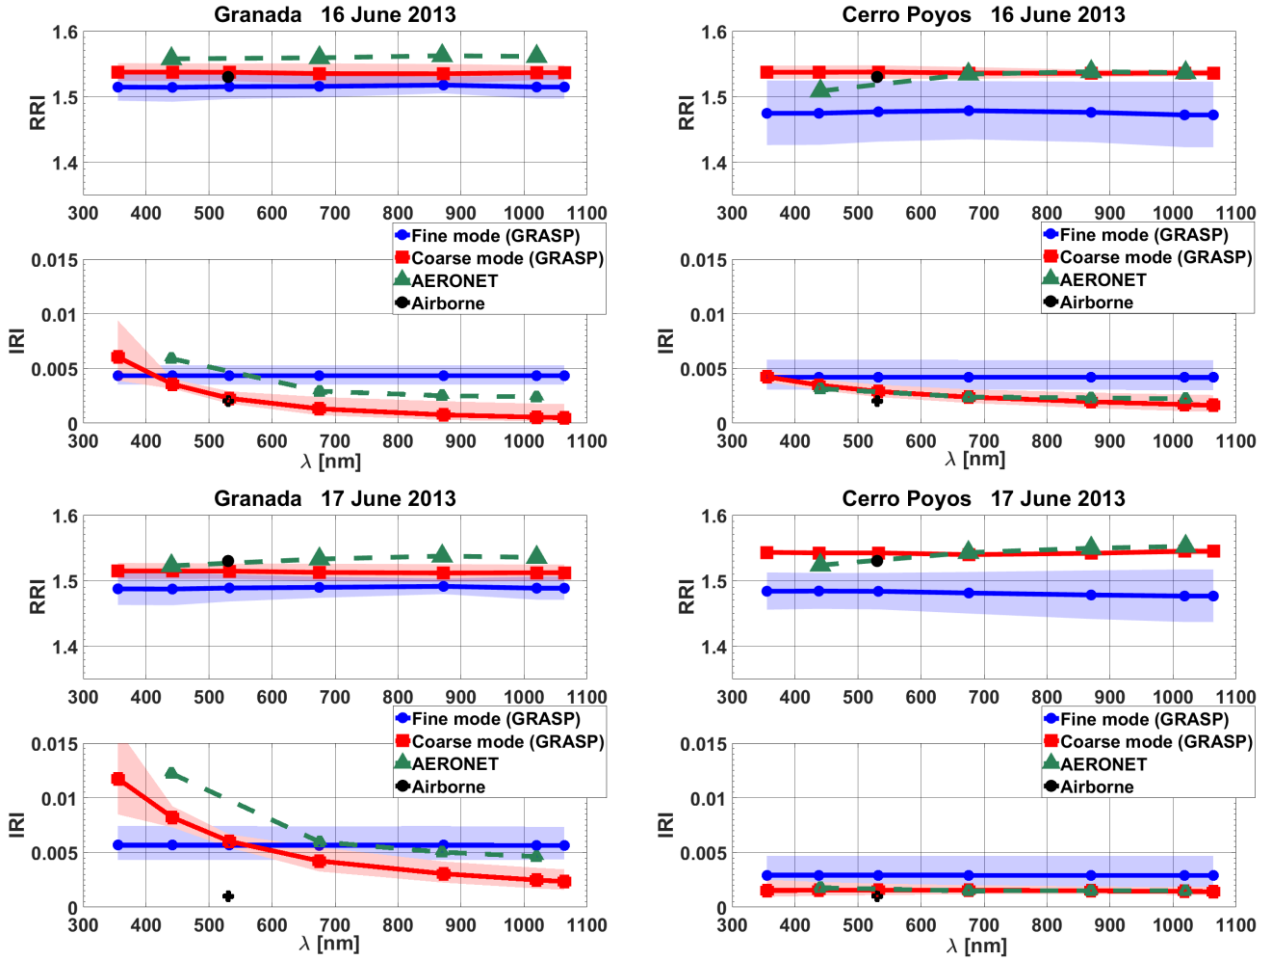 Granada 16 June 2013
1.6
1.5
1.4
RRI
300 400 500 600 700 800 900 1000 1100
Fine mode (GRASP)
Coarse mode (GRASP)
AERONET
Airborne
0.015
0.01
0.005
0
IRI
300 400 500 600 700 800 900 1000 1100
λ [nm]
Cerro Poyos 16 June 2013
1.6
1.5
1.4
RRI
300 400 500 600 700 800 900 1000 1100
Fine mode (GRASP)
Coarse mode (GRASP)
AERONET
Airborne
0.015
0.01
0.005
0
IRI
300 400 500 600 700 800 900 1000 1100
λ [nm]
Granada 17 June 2013
1.6
1.5
1.4
RRI
300 400 500 600 700 800 900 1000 1100
Fine mode (GRASP)
Coarse mode (GRASP)
AERONET
Airborne
0.015
0.01
0.005
0
IRI
300 400 500 600 700 800 900 1000 1100
λ [nm]
Cerro Poyos 17 June 2013
1.6
1.5
1.4
RRI
300 400 500 600 700 800 900 1000 1100
Fine mode (GRASP)
Coarse mode (GRASP)
AERONET
Airborne
0.015
0.01
0.005
0
IRI
300 400 500 600 700 800 900 1000 1100
λ [nm]